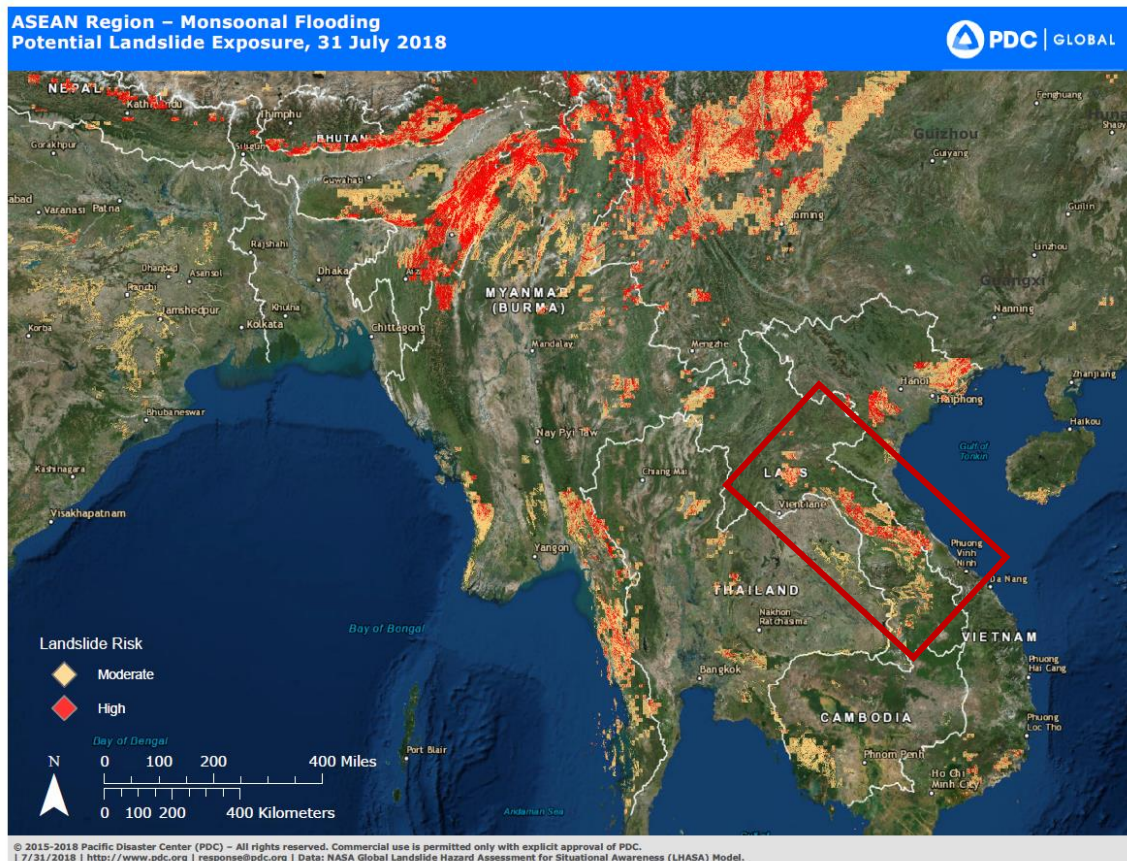 ASEAN Region – Monsoonal Flooding
Potential Landslide Exposure, 31 July 2018
PDC | GLOBAL
NEPAL
Kathmandu
Thimphu
BHUTAN
Gorakhpur
Siliguri
Guwahati
Fenghuang
Guizhou
Guiyang
Shaby
abad
Varanasi
Patna
Guilin
Kunming
Rajshahi
Linzhou
Dhanbad
Asansol
Dhaka
Ranchi
Guangxi
MYANMAR
(BURMA)
Jamshedpur
Khulna
Nanning
Korba
Kolkata
Chittagong
Mandalay
Mengzhe
Zhanjiang
Hanoi
Haiphong
Bhubaneswar
Haikou
Nay Pyi Taw
Gulf of
Tonkin
Kashinagara
Chiang Mai
LAOS
Visakhapatnam
Vientiane
Yangon
Phuong
Vinh
Ninh
Da Nang
THAILAND
Nakhon
Ratchasima
Bay of Bengal
VIETNAM
Landslide Risk
Moderate
High
Bangkok
Phuong
Hai Cang
CAMBODIA
Phuong
Loc Tho
Bay of Bengal
Port Blair
Phnom Penh
Ho Chi
Minh City
N
0 200 400 Miles
0 100 200 400 Kilometers
Andaman Sea
© 2015-2018 Pacific Disaster Center (PDC) – All rights reserved. Commercial use is permitted only with explicit approval of PDC.
| 7/31/2018 | http://www.pdc.org | response@pdc.org | Data: NASA Global Landslide Hazard Assessment for Situational Awareness (LHASA) Model.